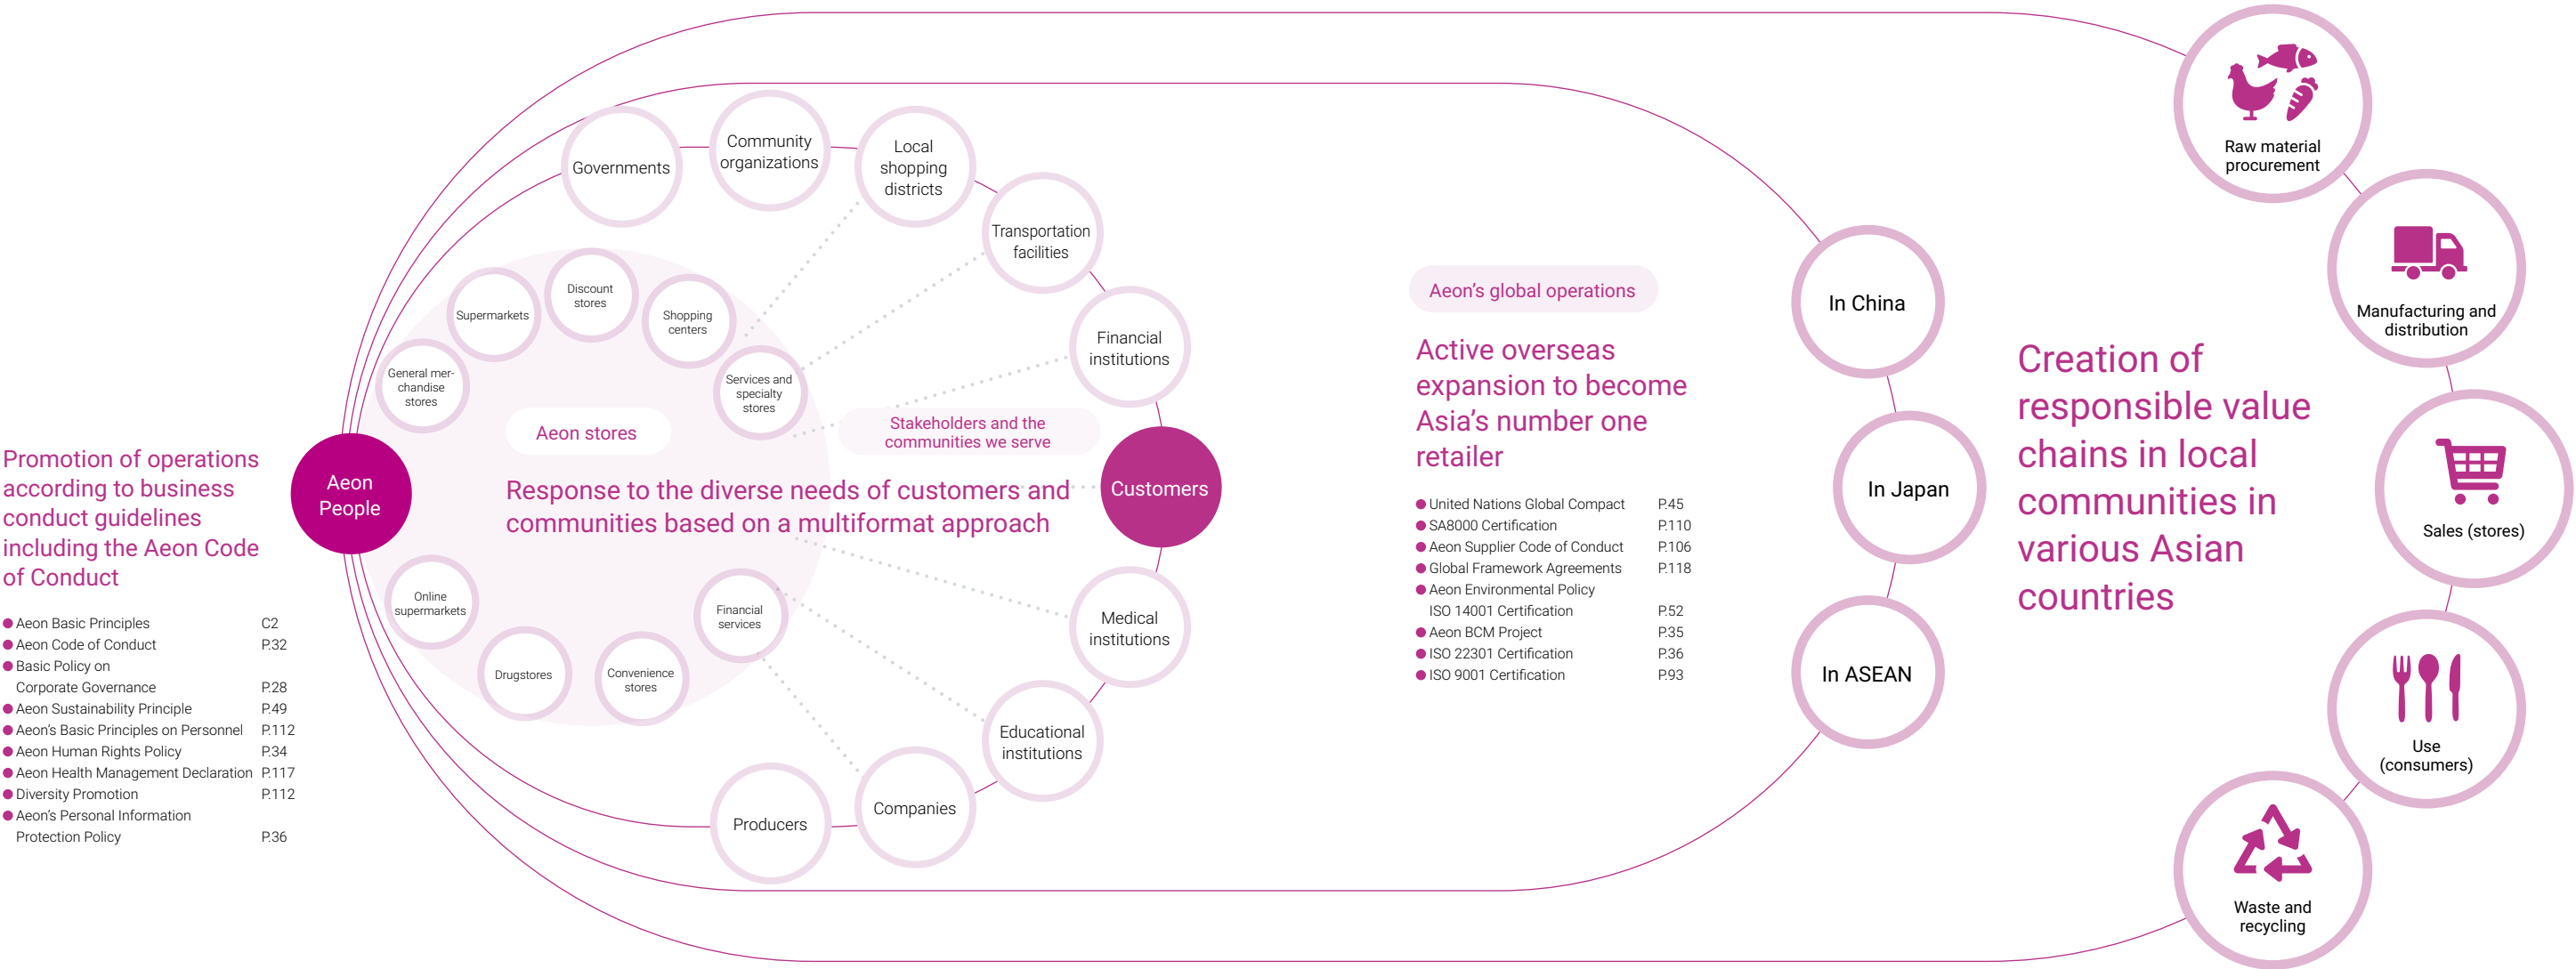 Promotion of operations
according to business
conduct guidelines
including the Aeon Code
of Conduct
Aeon Basic Principles C2
Aeon Code of Conduct P.32
Basic Policy on
Corporate Governance P.28
Aeon Sustainability Principle P.49
Aeon's Basic Principles on Personnel P.112
Aeon Human Rights Policy P.34
Aeon Health Management Declaration P.117
Diversity Promotion P.112
Aeon's Personal Information
Protection Policy P.36
Aeon
People
Governments
Community
organizations
Local
shopping
districts
Transportation
facilities
Financial
institutions
Customers
Medical
institutions
Educational
institutions
Companies
Producers
General mer-
chandise
stores
Supermarkets
Discount
stores
Shopping
centers
Services and
specialty
stores
Aeon stores
Stakeholders and the
communities we serve
Response to the diverse needs of customers and
communities based on a multiformat approach
Online
supermarkets
Drugstores
Convenience
stores
Financial
services
Aeon’s global operations
Active overseas
expansion to become
Asia’s number one
retailer
United Nations Global Compact P.45
SA8000 Certification P.110
Aeon Supplier Code of Conduct P.106
Global Framework Agreements P.118
Aeon Environmental Policy
ISO 14001 Certification P.52
Aeon BCM Project P.35
ISO 22301 Certification P.36
ISO 9001 Certification P.93
In China
In Japan
In ASEAN
Creation of
responsible value
chains in local
communities in
various Asian
countries
Raw material
procurement
Manufacturing and
distribution
Sales (stores)
Use
(consumers)
Waste and
recycling